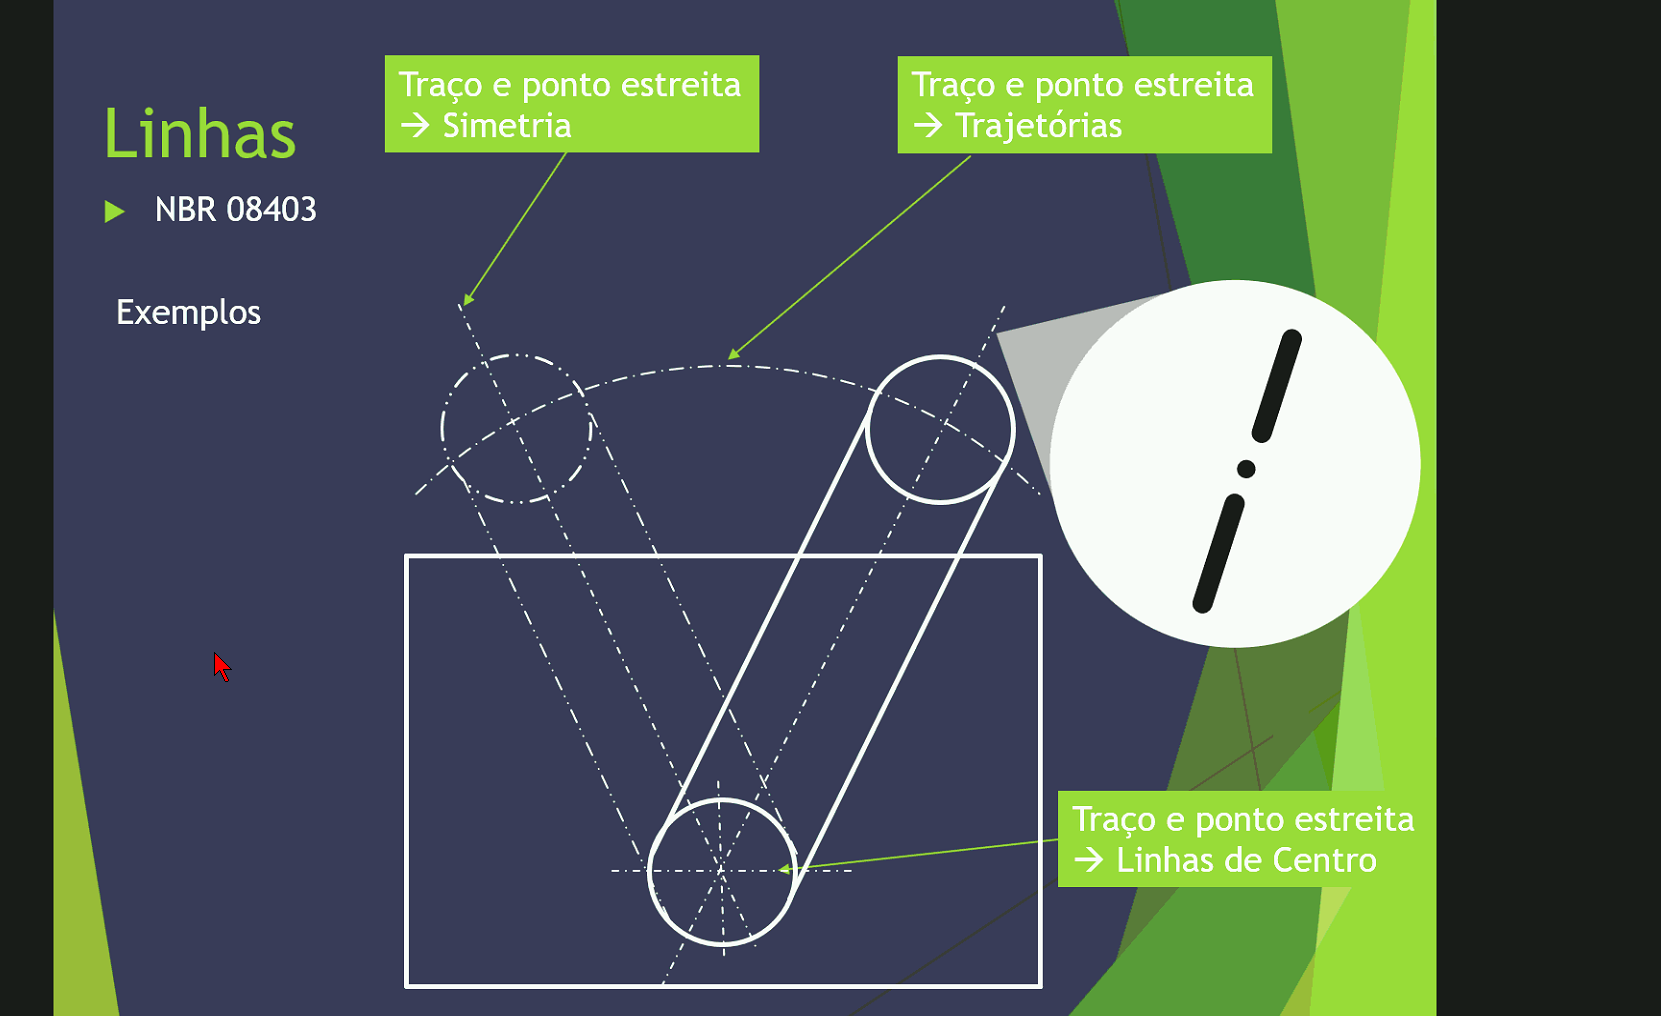 Linhas
NBR 08403
Exemplos
Traço e ponto estreita
→ Simetria
Traço e ponto estreita
→ Trajetórias
Traço e ponto estreita
→ Linhas de Centro